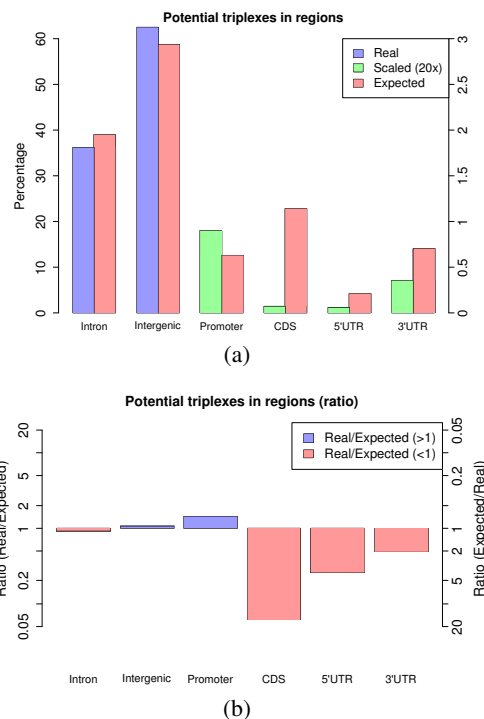 Potential triplexes in regions
Real
Scaled (20x)
Expected
Percentage
0
10
20
30
40
50
60
0
0.5
1
1.5
2
2.5
3
Intron Intergenic Promoter CDS 5'UTR 3'UTR
(a)
Potential triplexes in regions (ratio)
Real/Expected (>1)
Real/Expected (<1)
Ratio (Real/Expected)
20
5
2
1
0.2
0.05
0.05
0.2
1
2
5
20
Ratio (Expected/Real)
Intron Intergenic Promoter CDS 5'UTR 3'UTR
(b)